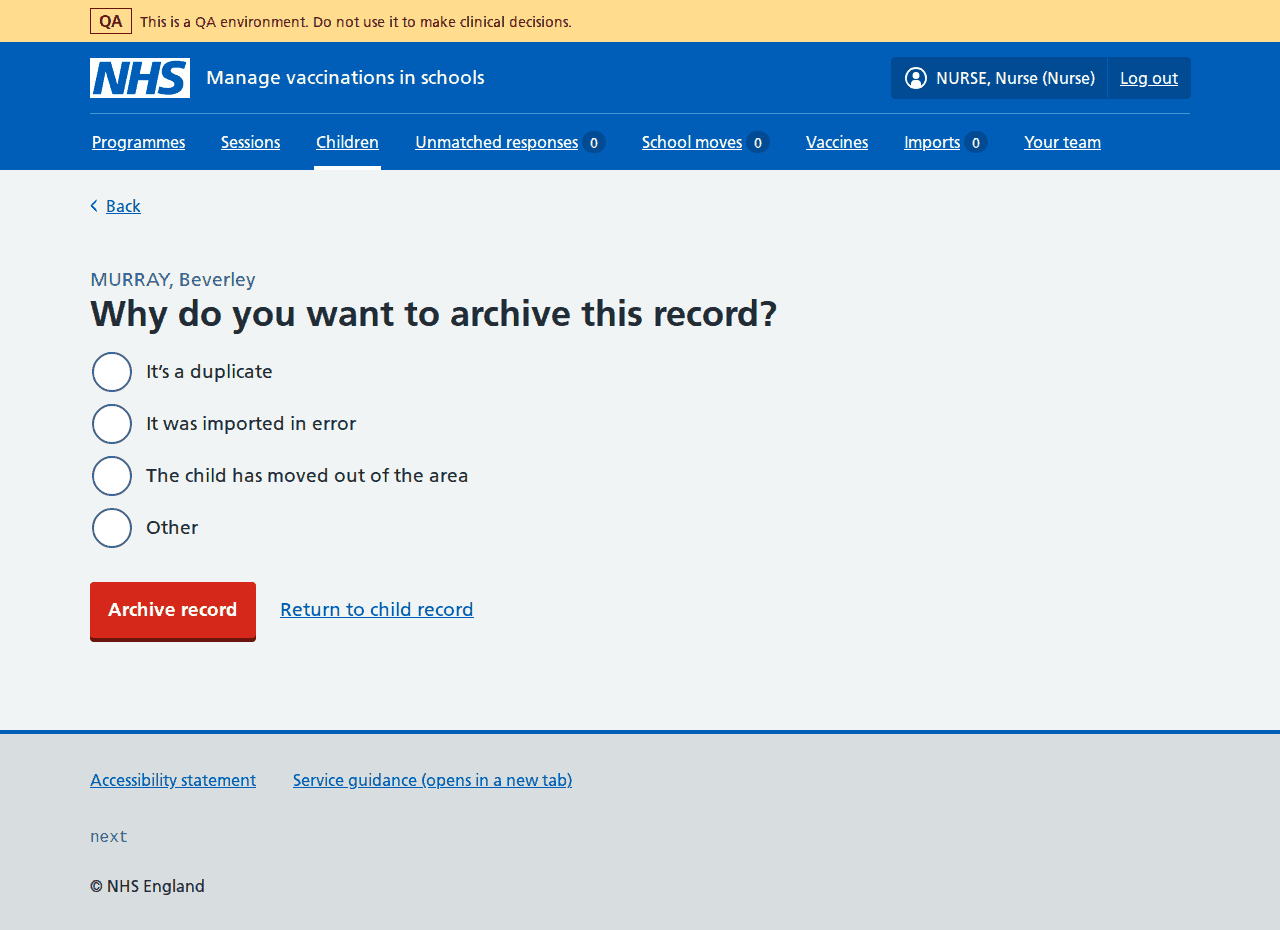 QA This is a QA environment. Do not use it to make clinical decisions.
NHS Manage vaccinations in schools NURSE, Nurse (Nurse) Log out
Programmes Sessions Children Unmatched responses 0 School moves 0 Vaccines Imports 0 Your team
Back
MURRAY, Beverley
Why do you want to archive this record?
It’s a duplicate
It was imported in error
The child has moved out of the area
Other
Archive record Return to child record
Accessibility statement Service guidance (opens in a new tab)
next
© NHS England